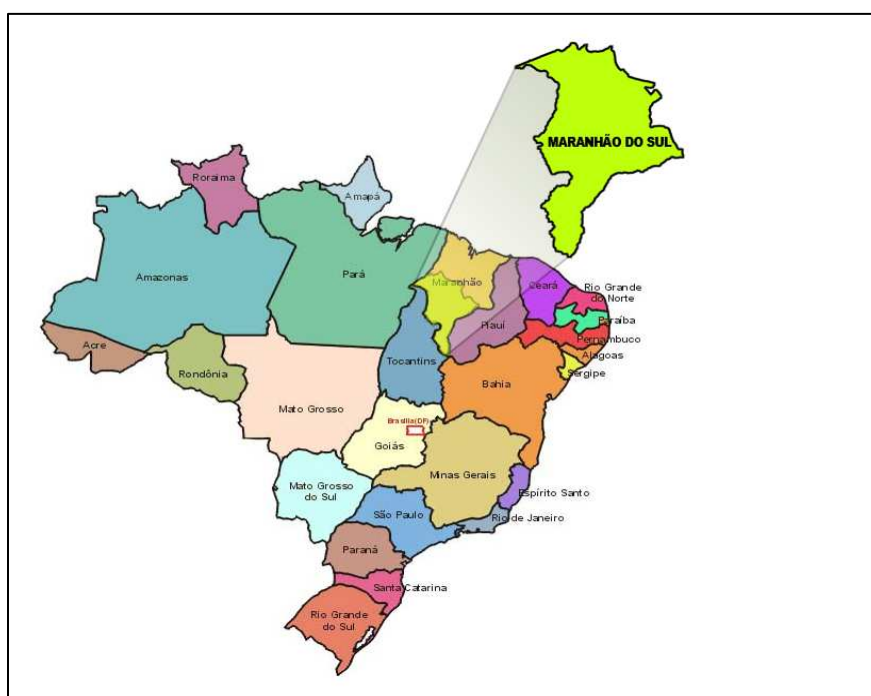 MARANHÃO DO SUL
Roraima
Amapá
Amazonas
Pará
Maranhão
Ceará
Rio Grande
do Norte
Paraíba
Piauí
Pernambuco
Alagoas
Sergipe
Acre
Rondônia
Tocantins
Bahia
Mato Grosso
Brasília(DF)
Goiás
Minas Gerais
Mato Grosso
do Sul
Espírito Santo
São Paulo
Rio de Janeiro
Paraná
Santa Catarina
Rio Grande
do Sul